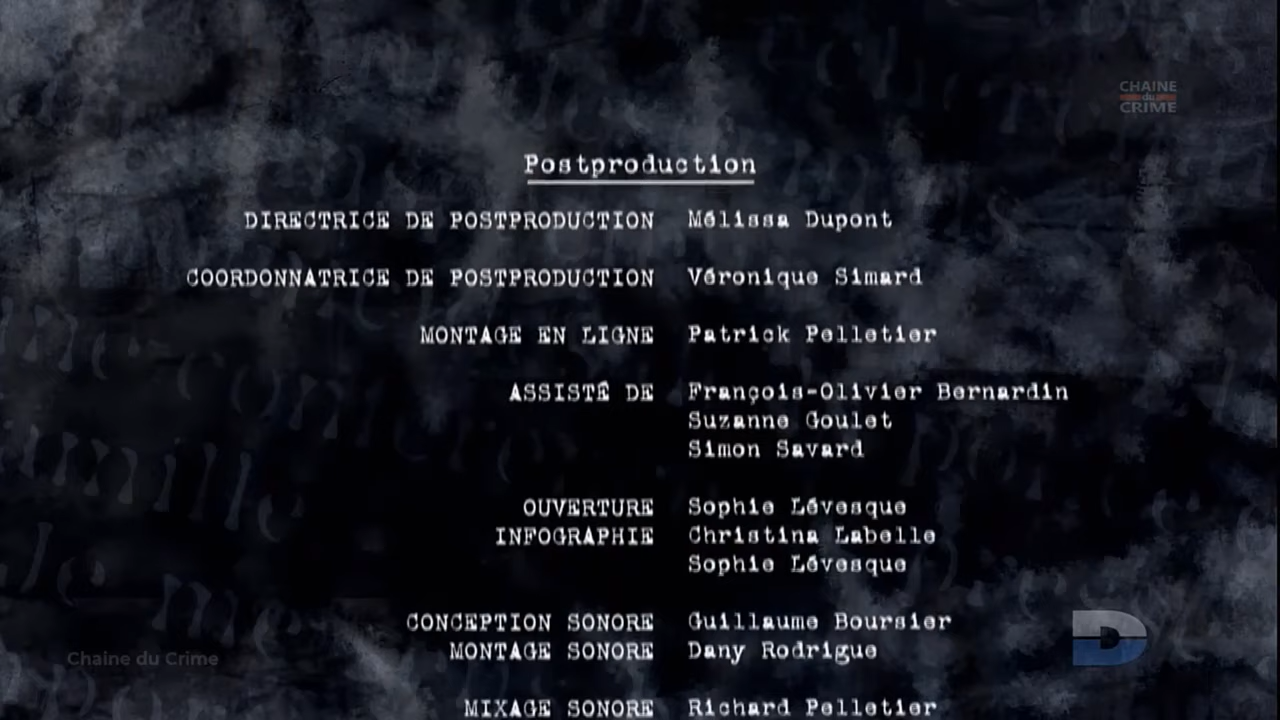 CHAINE
du
CRIME
Postproduction
DIRECTRICE DE POSTPRODUCTION Mélissa Dupont
COORDONNATRICE DE POSTPRODUCTION Véronique Simard
MONTAGE EN LIGNE Patrick Pelletier
ASSISTÉ DE François-Olivier Bernardin
Suzanne Goulet
Simon Savard
OUVERTURE Sophie Lévesque
INFOGRAPHIE Christina Labelle
Sophie Lévesque
CONCEPTION SONORE Guillaume Boursier
MONTAGE SONORE Dany Rodrigue
Chaine du Crime
D
MIXAGE SONORE Richard Pelletier